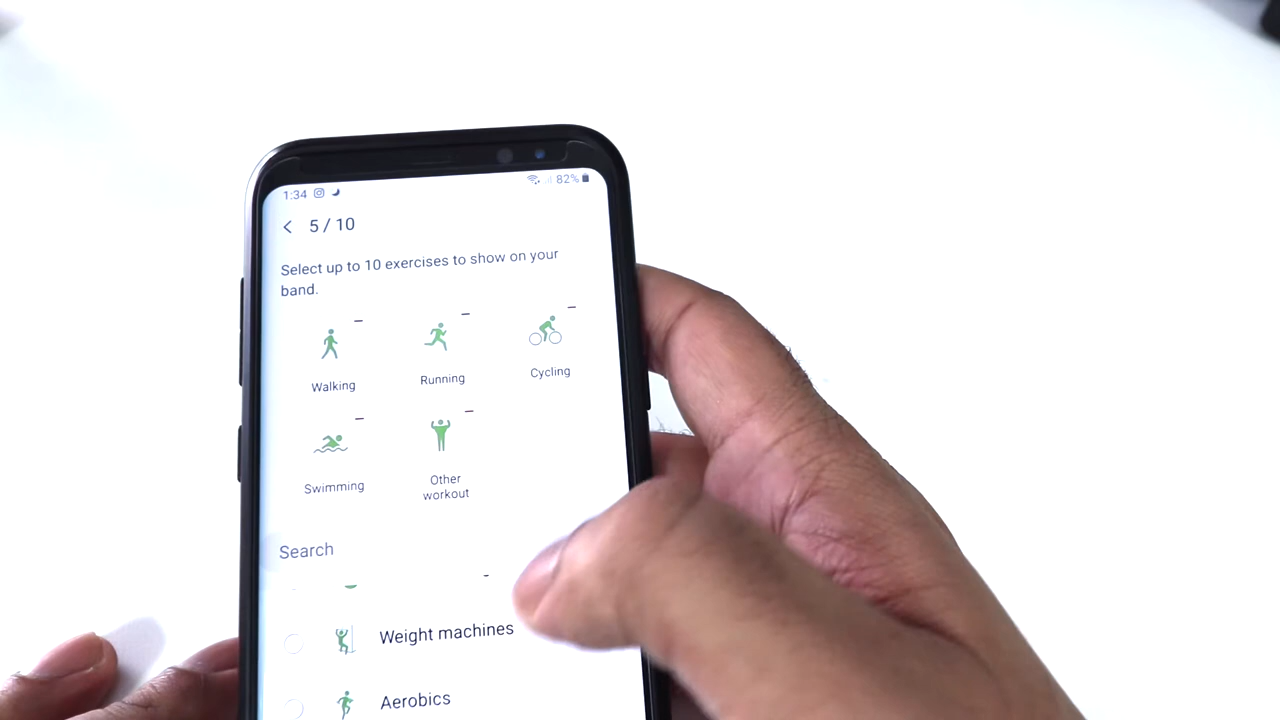 1:34 82%
5 / 10
Select up to 10 exercises to show on your
band.
Walking
Running
Cycling
Swimming
Other
workout
Search
Weight machines
Aerobics